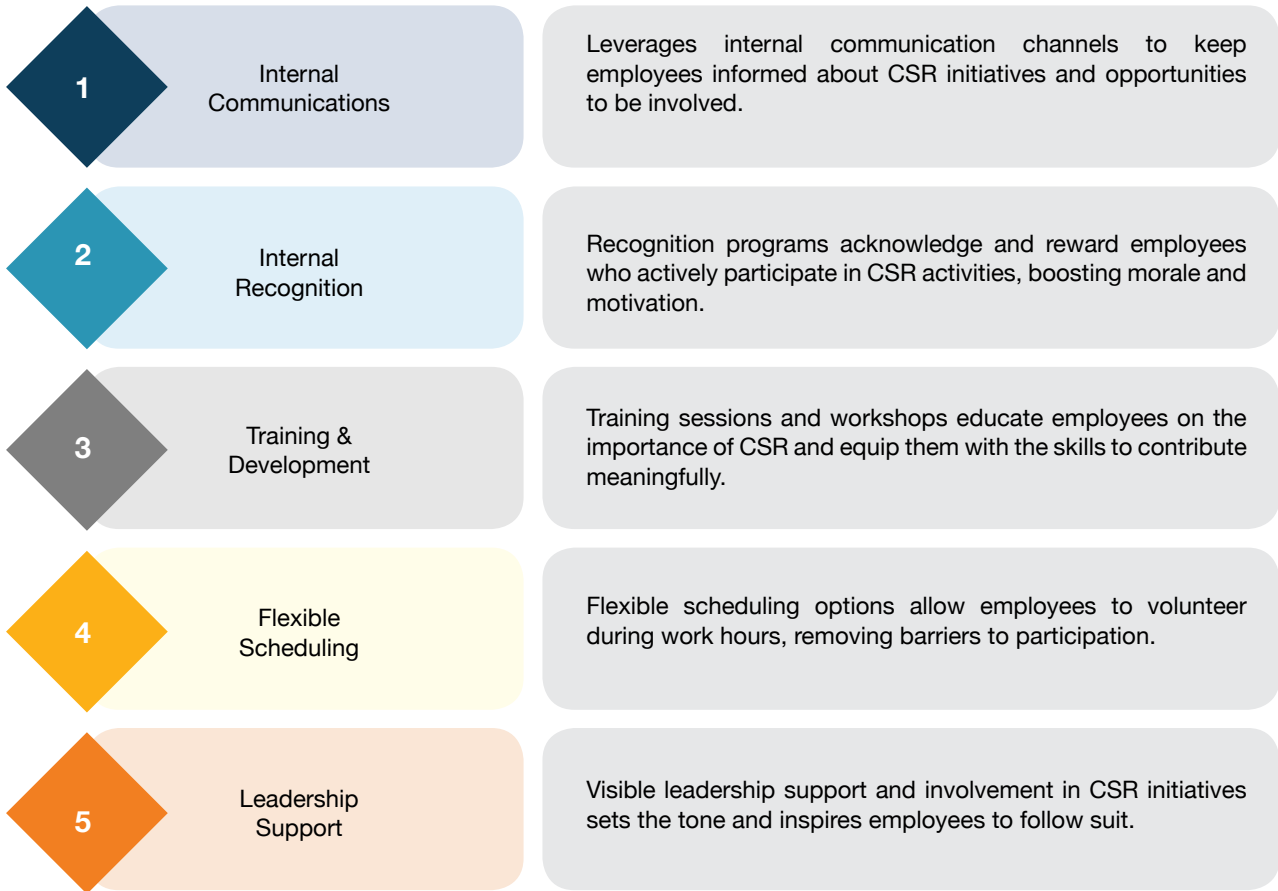 1
Internal
Communications
Leverages internal communication channels to keep
employees informed about CSR initiatives and opportunities
to be involved.
2
Internal
Recognition
Recognition programs acknowledge and reward employees
who actively participate in CSR activities, boosting morale and
motivation.
3
Training &
Development
Training sessions and workshops educate employees on the
importance of CSR and equip them with the skills to contribute
meaningfully.
4
Flexible
Scheduling
Flexible scheduling options allow employees to volunteer
during work hours, removing barriers to participation.
5
Leadership
Support
Visible leadership support and involvement in CSR initiatives
sets the tone and inspires employees to follow suit.